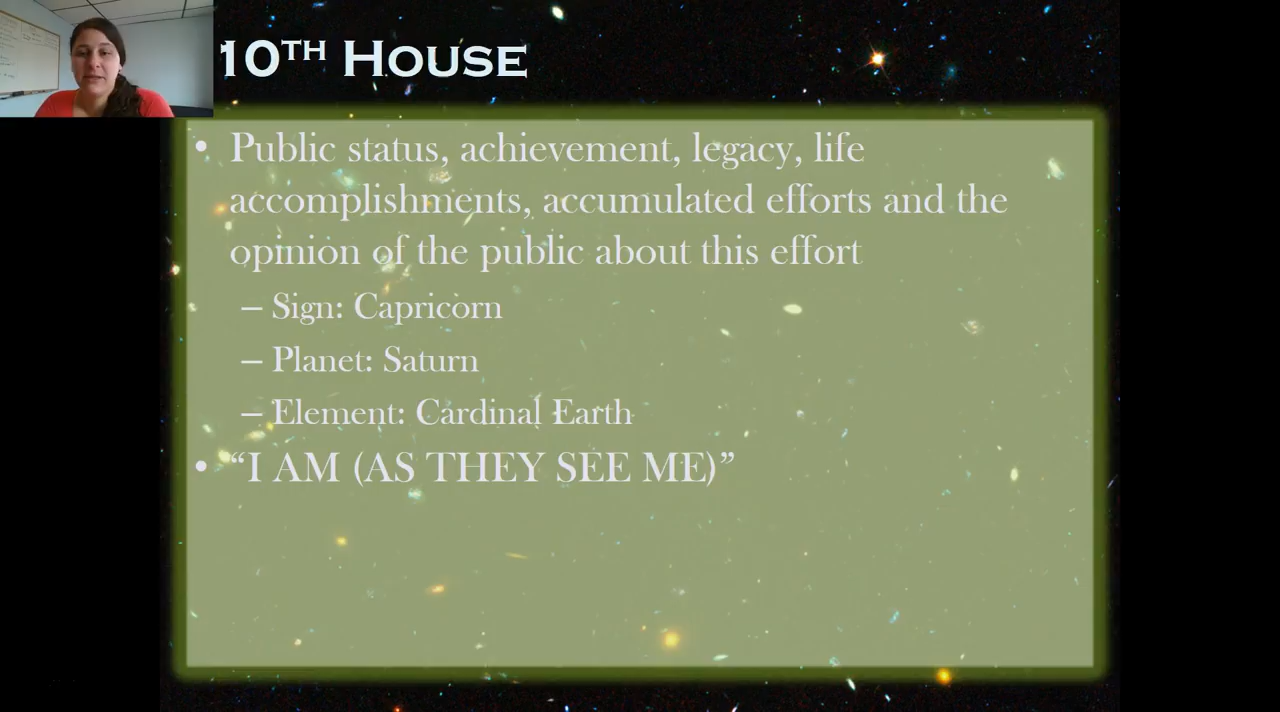 10TH HOUSE
• Public status, achievement, legacy, life
accomplishments, accumulated efforts and the
opinion of the public about this effort
– Sign: Capricorn
– Planet: Saturn
– Element: Cardinal Earth
• “I AM (AS THEY SEE ME)”